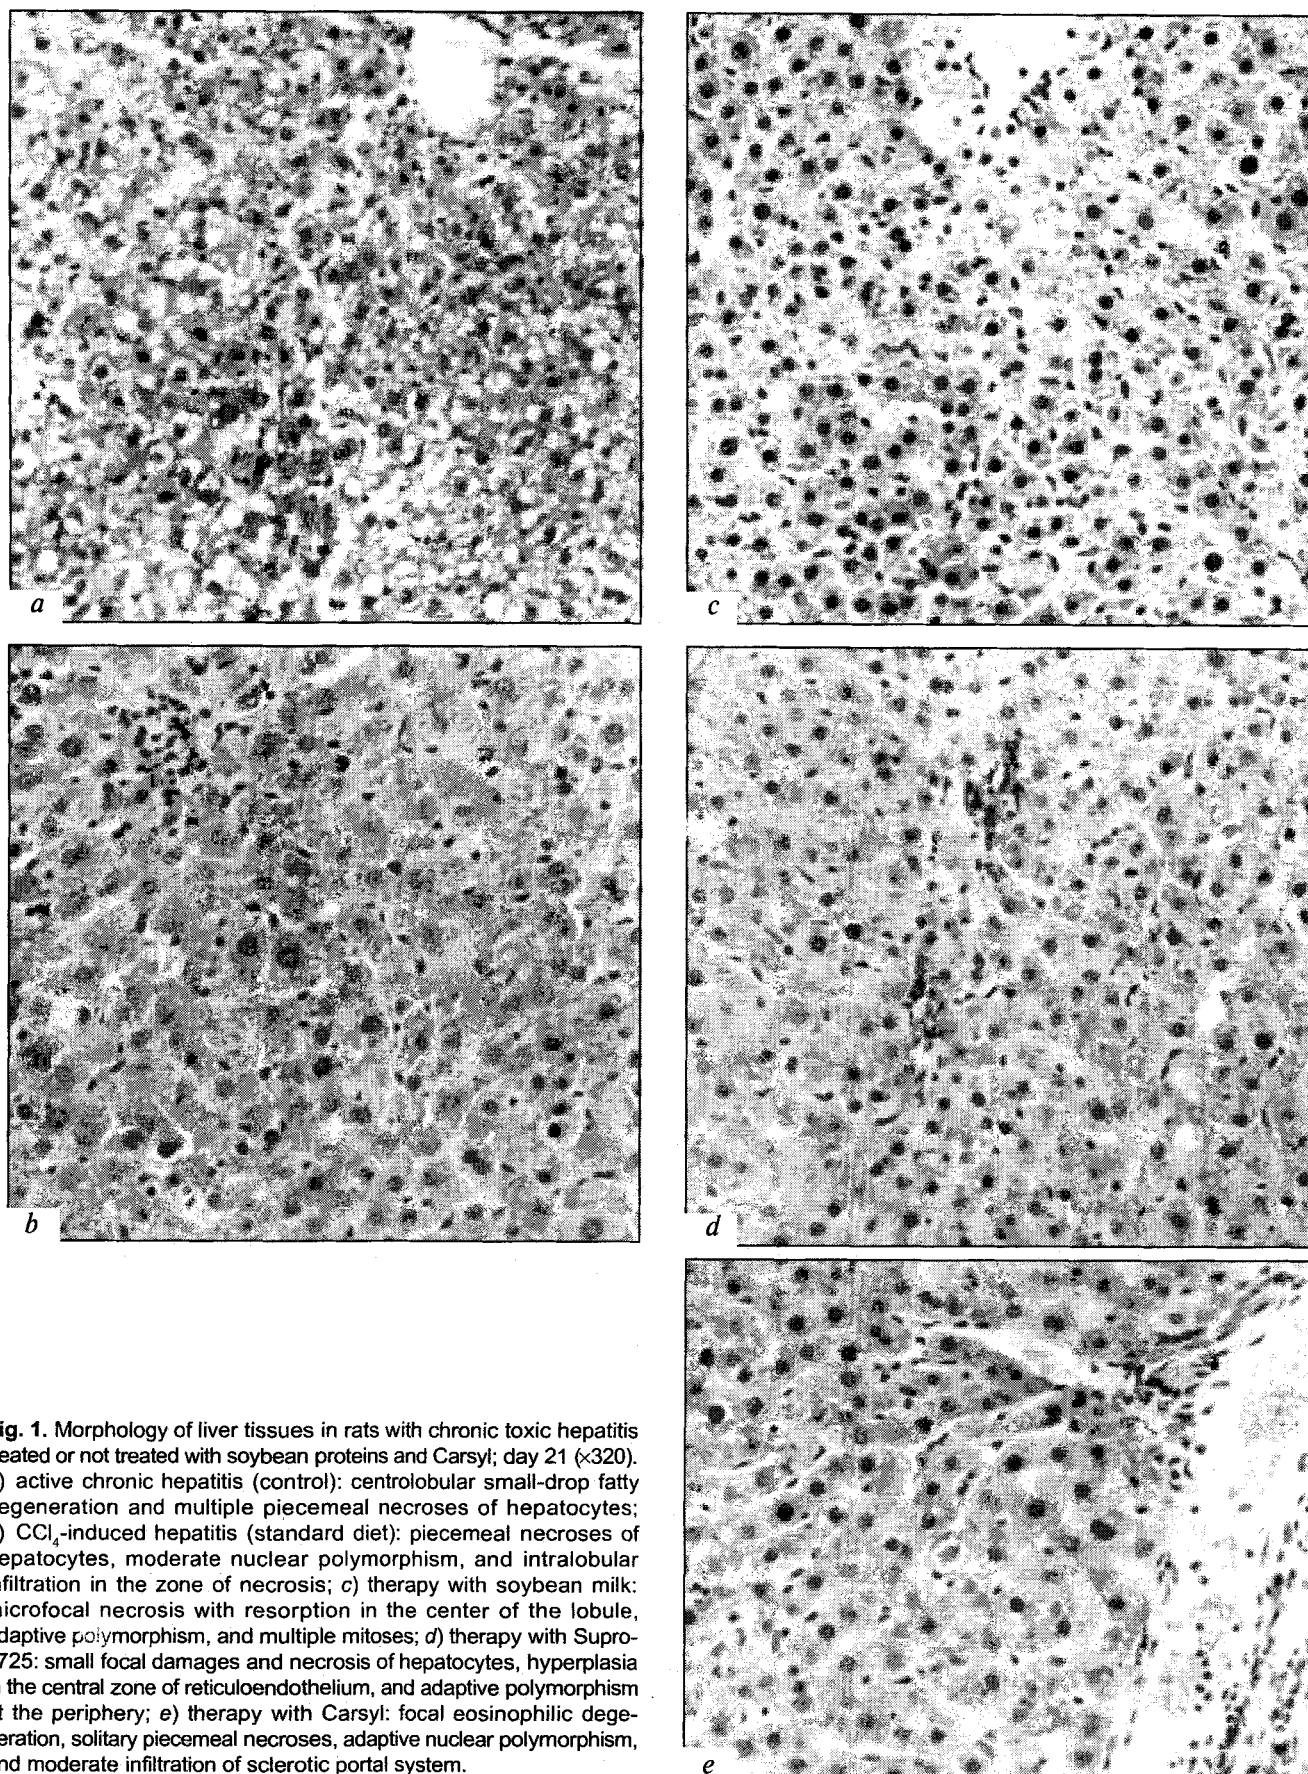 a
c
b
d
e
ig. 1. Morphology of liver tissues in rats with chronic toxic hepatitis
eated or not treated with soybean proteins and Carsyl; day 21 (×320).
) active chronic hepatitis (control): centrolobular small-drop fatty
egeneration and multiple piecemeal necroses of hepatocytes;
) CCl₄-induced hepatitis (standard diet): piecemeal necroses of
epatocytes, moderate nuclear polymorphism, and intralobular
filtration in the zone of necrosis; c) therapy with soybean milk:
icrofocal necrosis with resorption in the center of the lobule,
daptive polymorphism, and multiple mitoses; d) therapy with Supro-
725: small focal damages and necrosis of hepatocytes, hyperplasia
the central zone of reticuloendothelium, and adaptive polymorphism
t the periphery; e) therapy with Carsyl: focal eosinophilic dege-
eration, solitary piecemeal necroses, adaptive nuclear polymorphism,
nd moderate infiltration of sclerotic portal system.